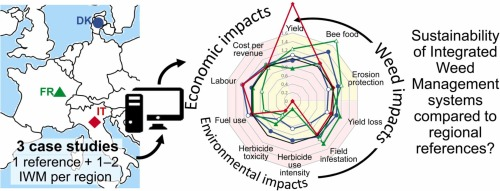 DK
FR
IT
3 case studies
1 reference + 1–2
IWM per region
Economic impacts
Weed impacts
Environmental impacts
Yield
Bee food
Erosion
protection
Yield loss
Field
infestation
Herbicide
use
intensity
Herbicide
toxicity
Fuel use
Labour
Cost per
revenue
Sustainability
of Integrated
Weed
Management
systems
compared to
regional
references?